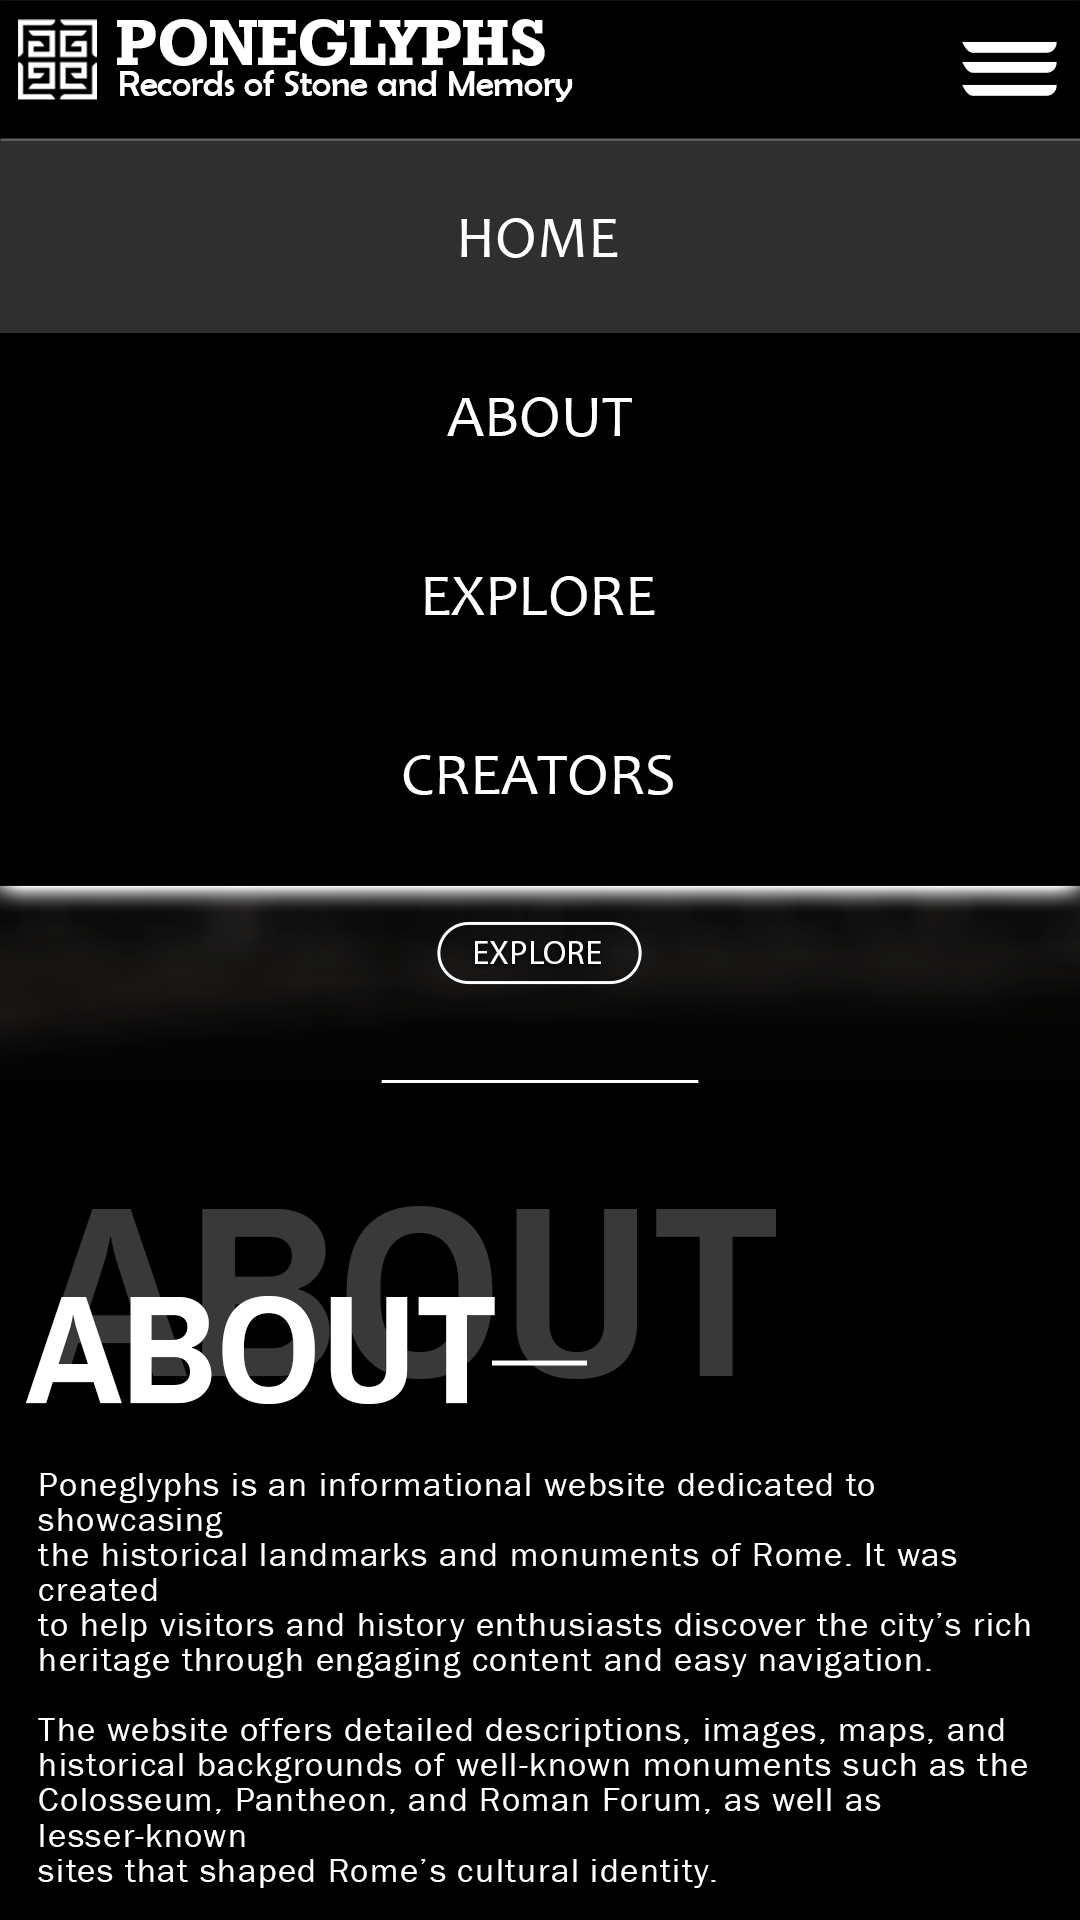 PONEGLYPHS
Records of Stone and Memory
HOME
ABOUT
EXPLORE
CREATORS
EXPLORE
ABOUT
ABOUT
Poneglyphs is an informational website dedicated to
showcasing
the historical landmarks and monuments of Rome. It was
created
to help visitors and history enthusiasts discover the city’s rich
heritage through engaging content and easy navigation.
The website offers detailed descriptions, images, maps, and
historical backgrounds of well-known monuments such as the
Colosseum, Pantheon, and Roman Forum, as well as
lesser-known
sites that shaped Rome’s cultural identity.